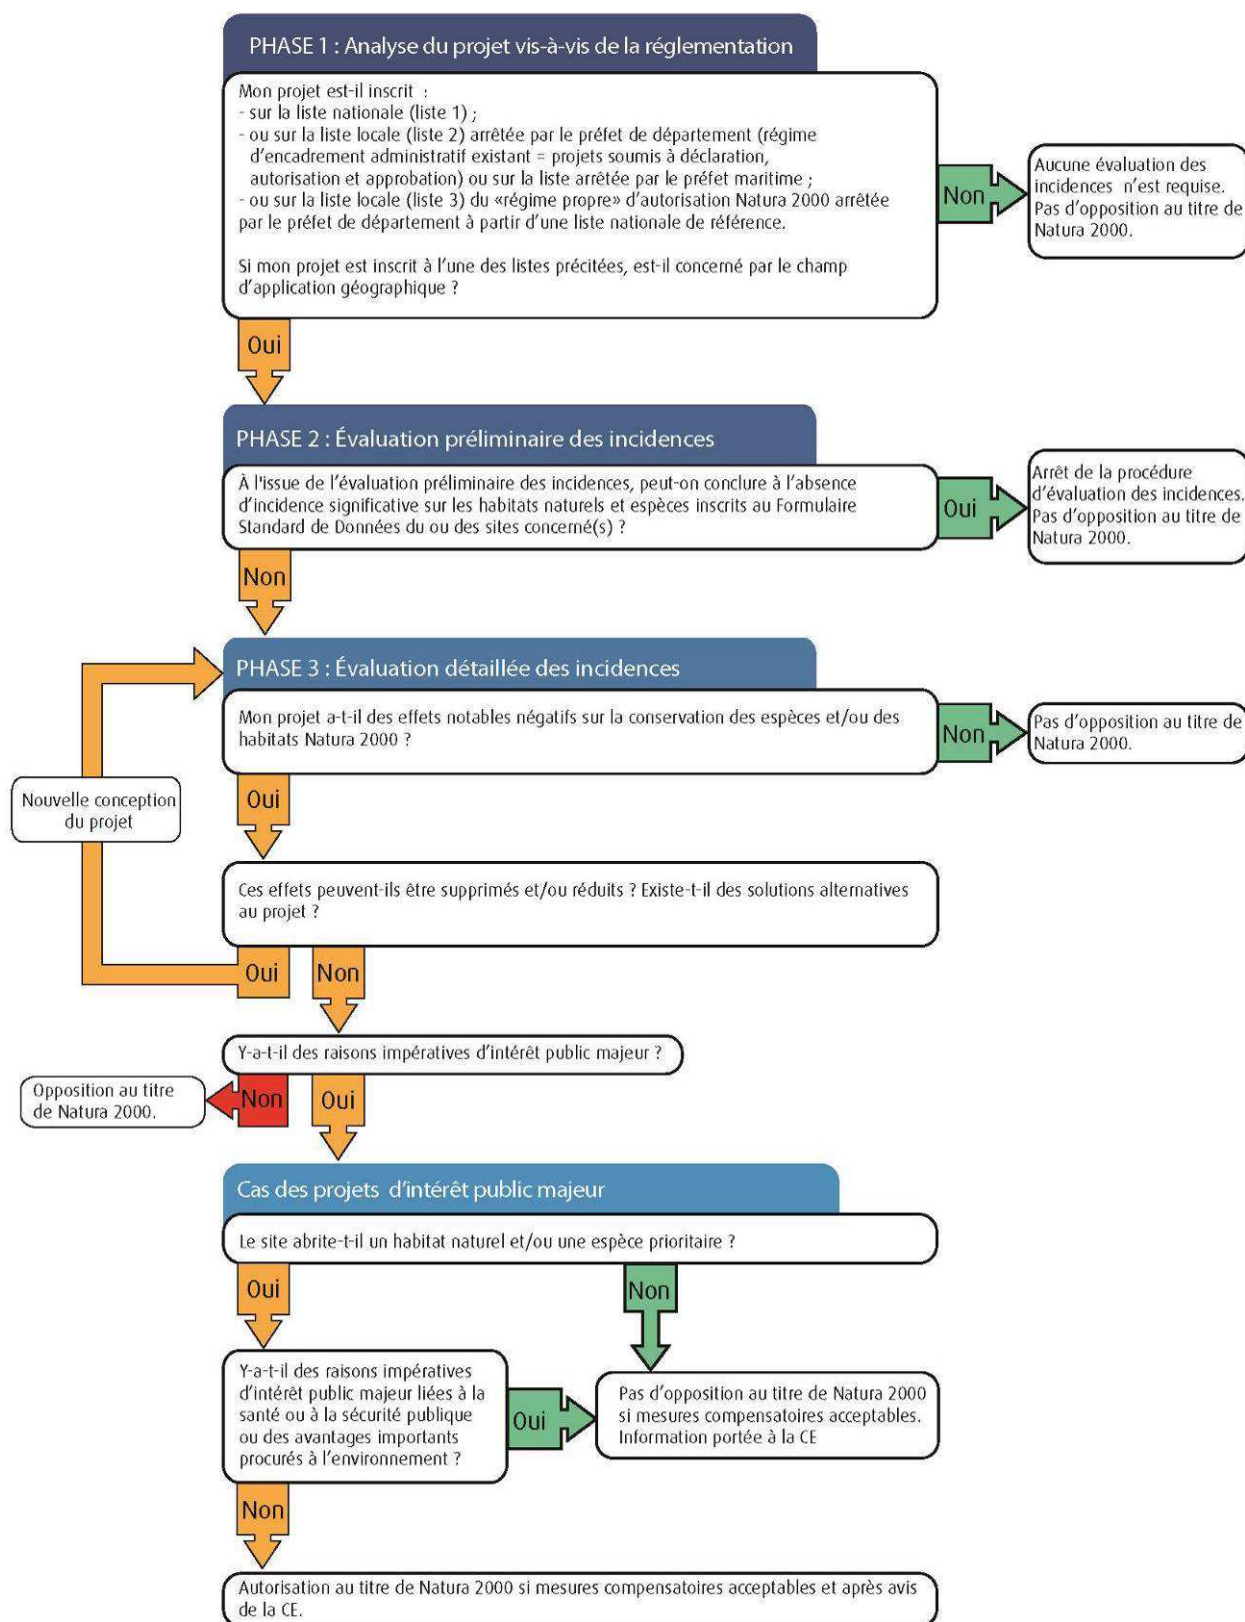 PHASE 1 : Analyse du projet vis-à-vis de la réglementation
Mon projet est-il inscrit :
- sur la liste nationale (liste 1) ;
- ou sur la liste locale (liste 2) arrêtée par le préfet de département (régime
d'encadrement administratif existant = projets soumis à déclaration,
autorisation et approbation) ou sur la liste arrêtée par le préfet maritime ;
- ou sur la liste locale (liste 3) du «régime propre» d'autorisation Natura 2000 arrêtée
par le préfet de département à partir d'une liste nationale de référence.
Si mon projet est inscrit à l'une des listes précitées, est-il concerné par le champ
d'application géographique ?
Non
Aucune évaluation des
incidences n'est requise.
Pas d'opposition au titre de
Natura 2000.
Oui
PHASE 2 : Évaluation préliminaire des incidences
À l'issue de l'évaluation préliminaire des incidences, peut-on conclure à l'absence
d'incidence significative sur les habitats naturels et espèces inscrits au Formulaire
Standard de Données du ou des sites concerné(s) ?
Oui
Arrêt de la procédure
d'évaluation des incidences.
Pas d'opposition au titre de
Natura 2000.
Non
PHASE 3 : Évaluation détaillée des incidences
Mon projet a-t-il des effets notables négatifs sur la conservation des espèces et/ou des
habitats Natura 2000 ?
Non
Pas d'opposition au titre de
Natura 2000.
Oui
Nouvelle conception
du projet
Ces effets peuvent-ils être supprimés et/ou réduits ? Existe-t-il des solutions alternatives
au projet ?
Oui
Non
Y-a-t-il des raisons impératives d'intérêt public majeur ?
Opposition au titre
de Natura 2000.
Non
Oui
Cas des projets d'intérêt public majeur
Le site abrite-t-il un habitat naturel et/ou une espèce prioritaire ?
Oui
Non
Y-a-t-il des raisons impératives
d'intérêt public majeur liées à la
santé ou à la sécurité publique
ou des avantages importants
procurés à l'environnement ?
Oui
Pas d'opposition au titre de Natura 2000
si mesures compensatoires acceptables.
Information portée à la CE
Non
Autorisation au titre de Natura 2000 si mesures compensatoires acceptables et après avis
de la CE.